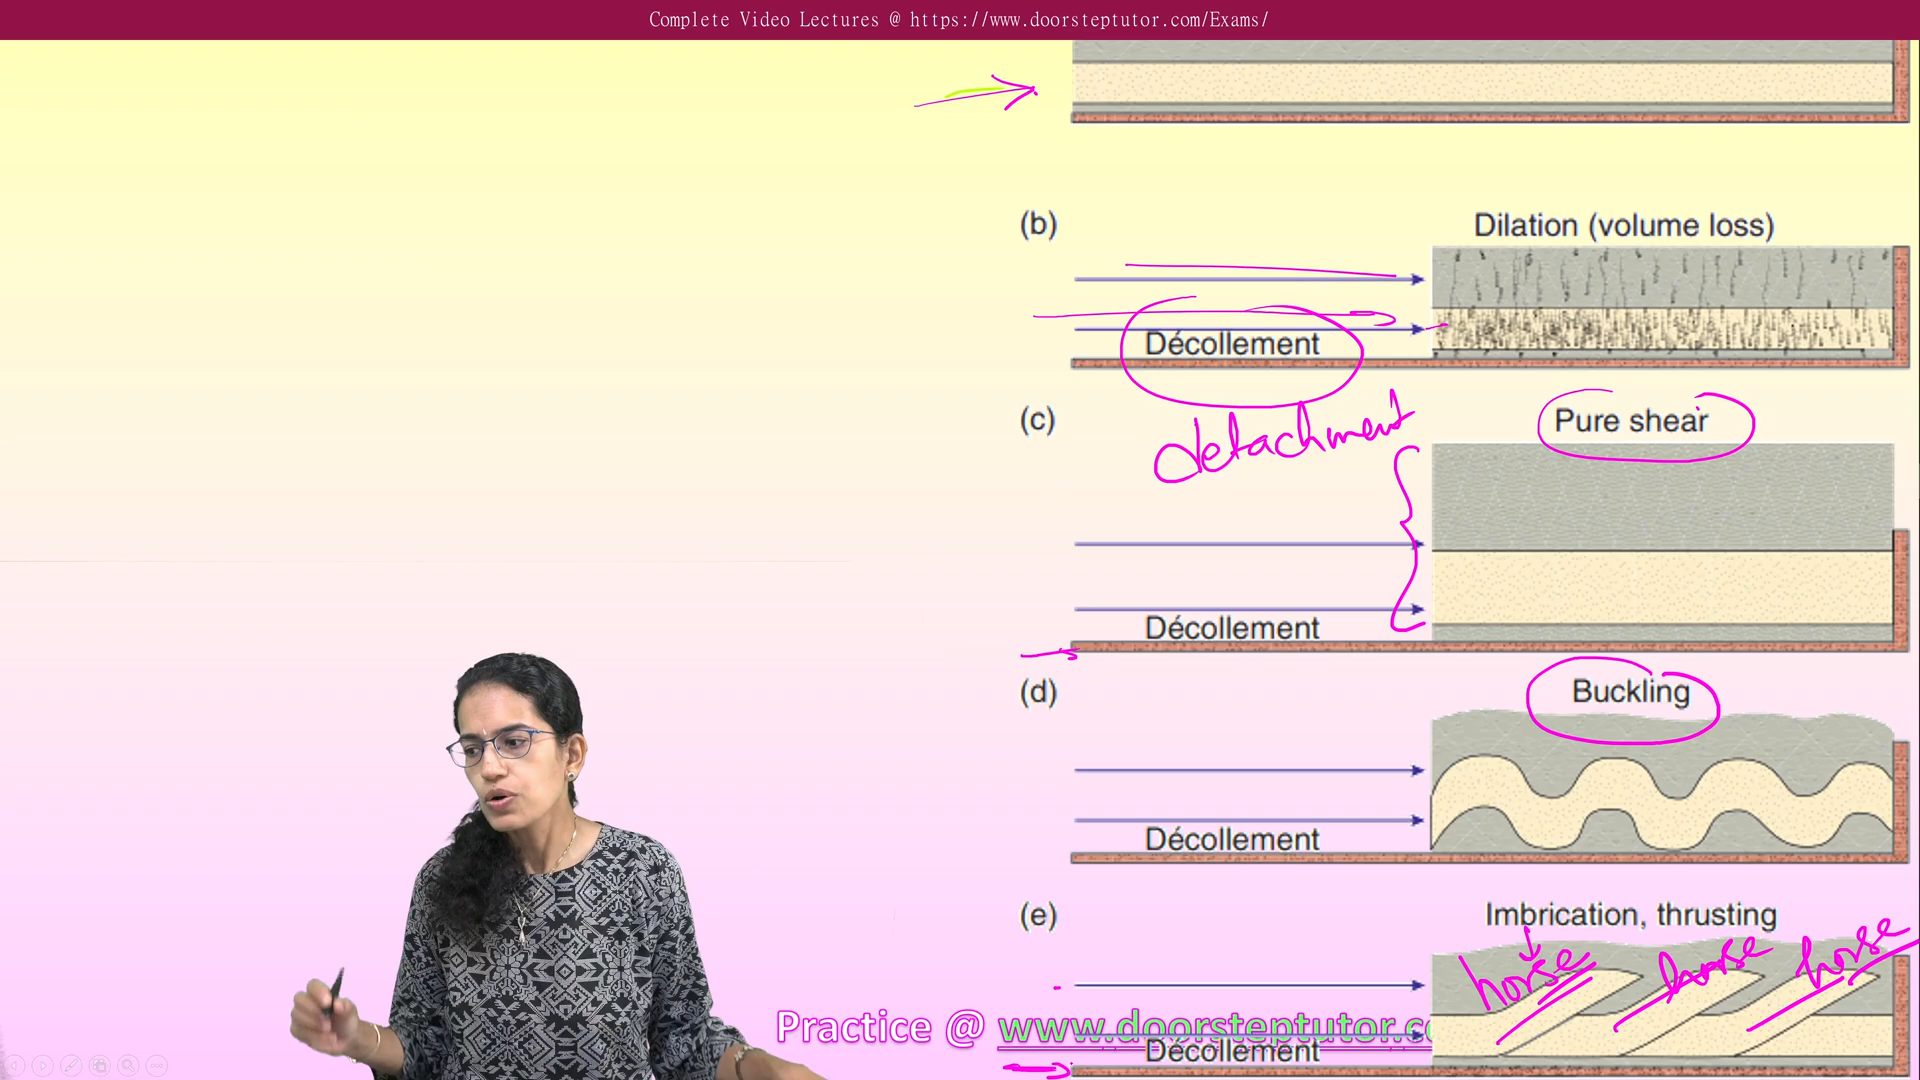 Complete Video Lectures @ https://www.doorsteptutor.com/Exams/
(b)
Dilation (volume loss)
Décollement
detachment
(c)
Pure shear
Décollement
(d)
Buckling
Décollement
(e)
Imbrication, thrusting
horse horse horse
Practice @ www.doorsteptutor.co
Décollement